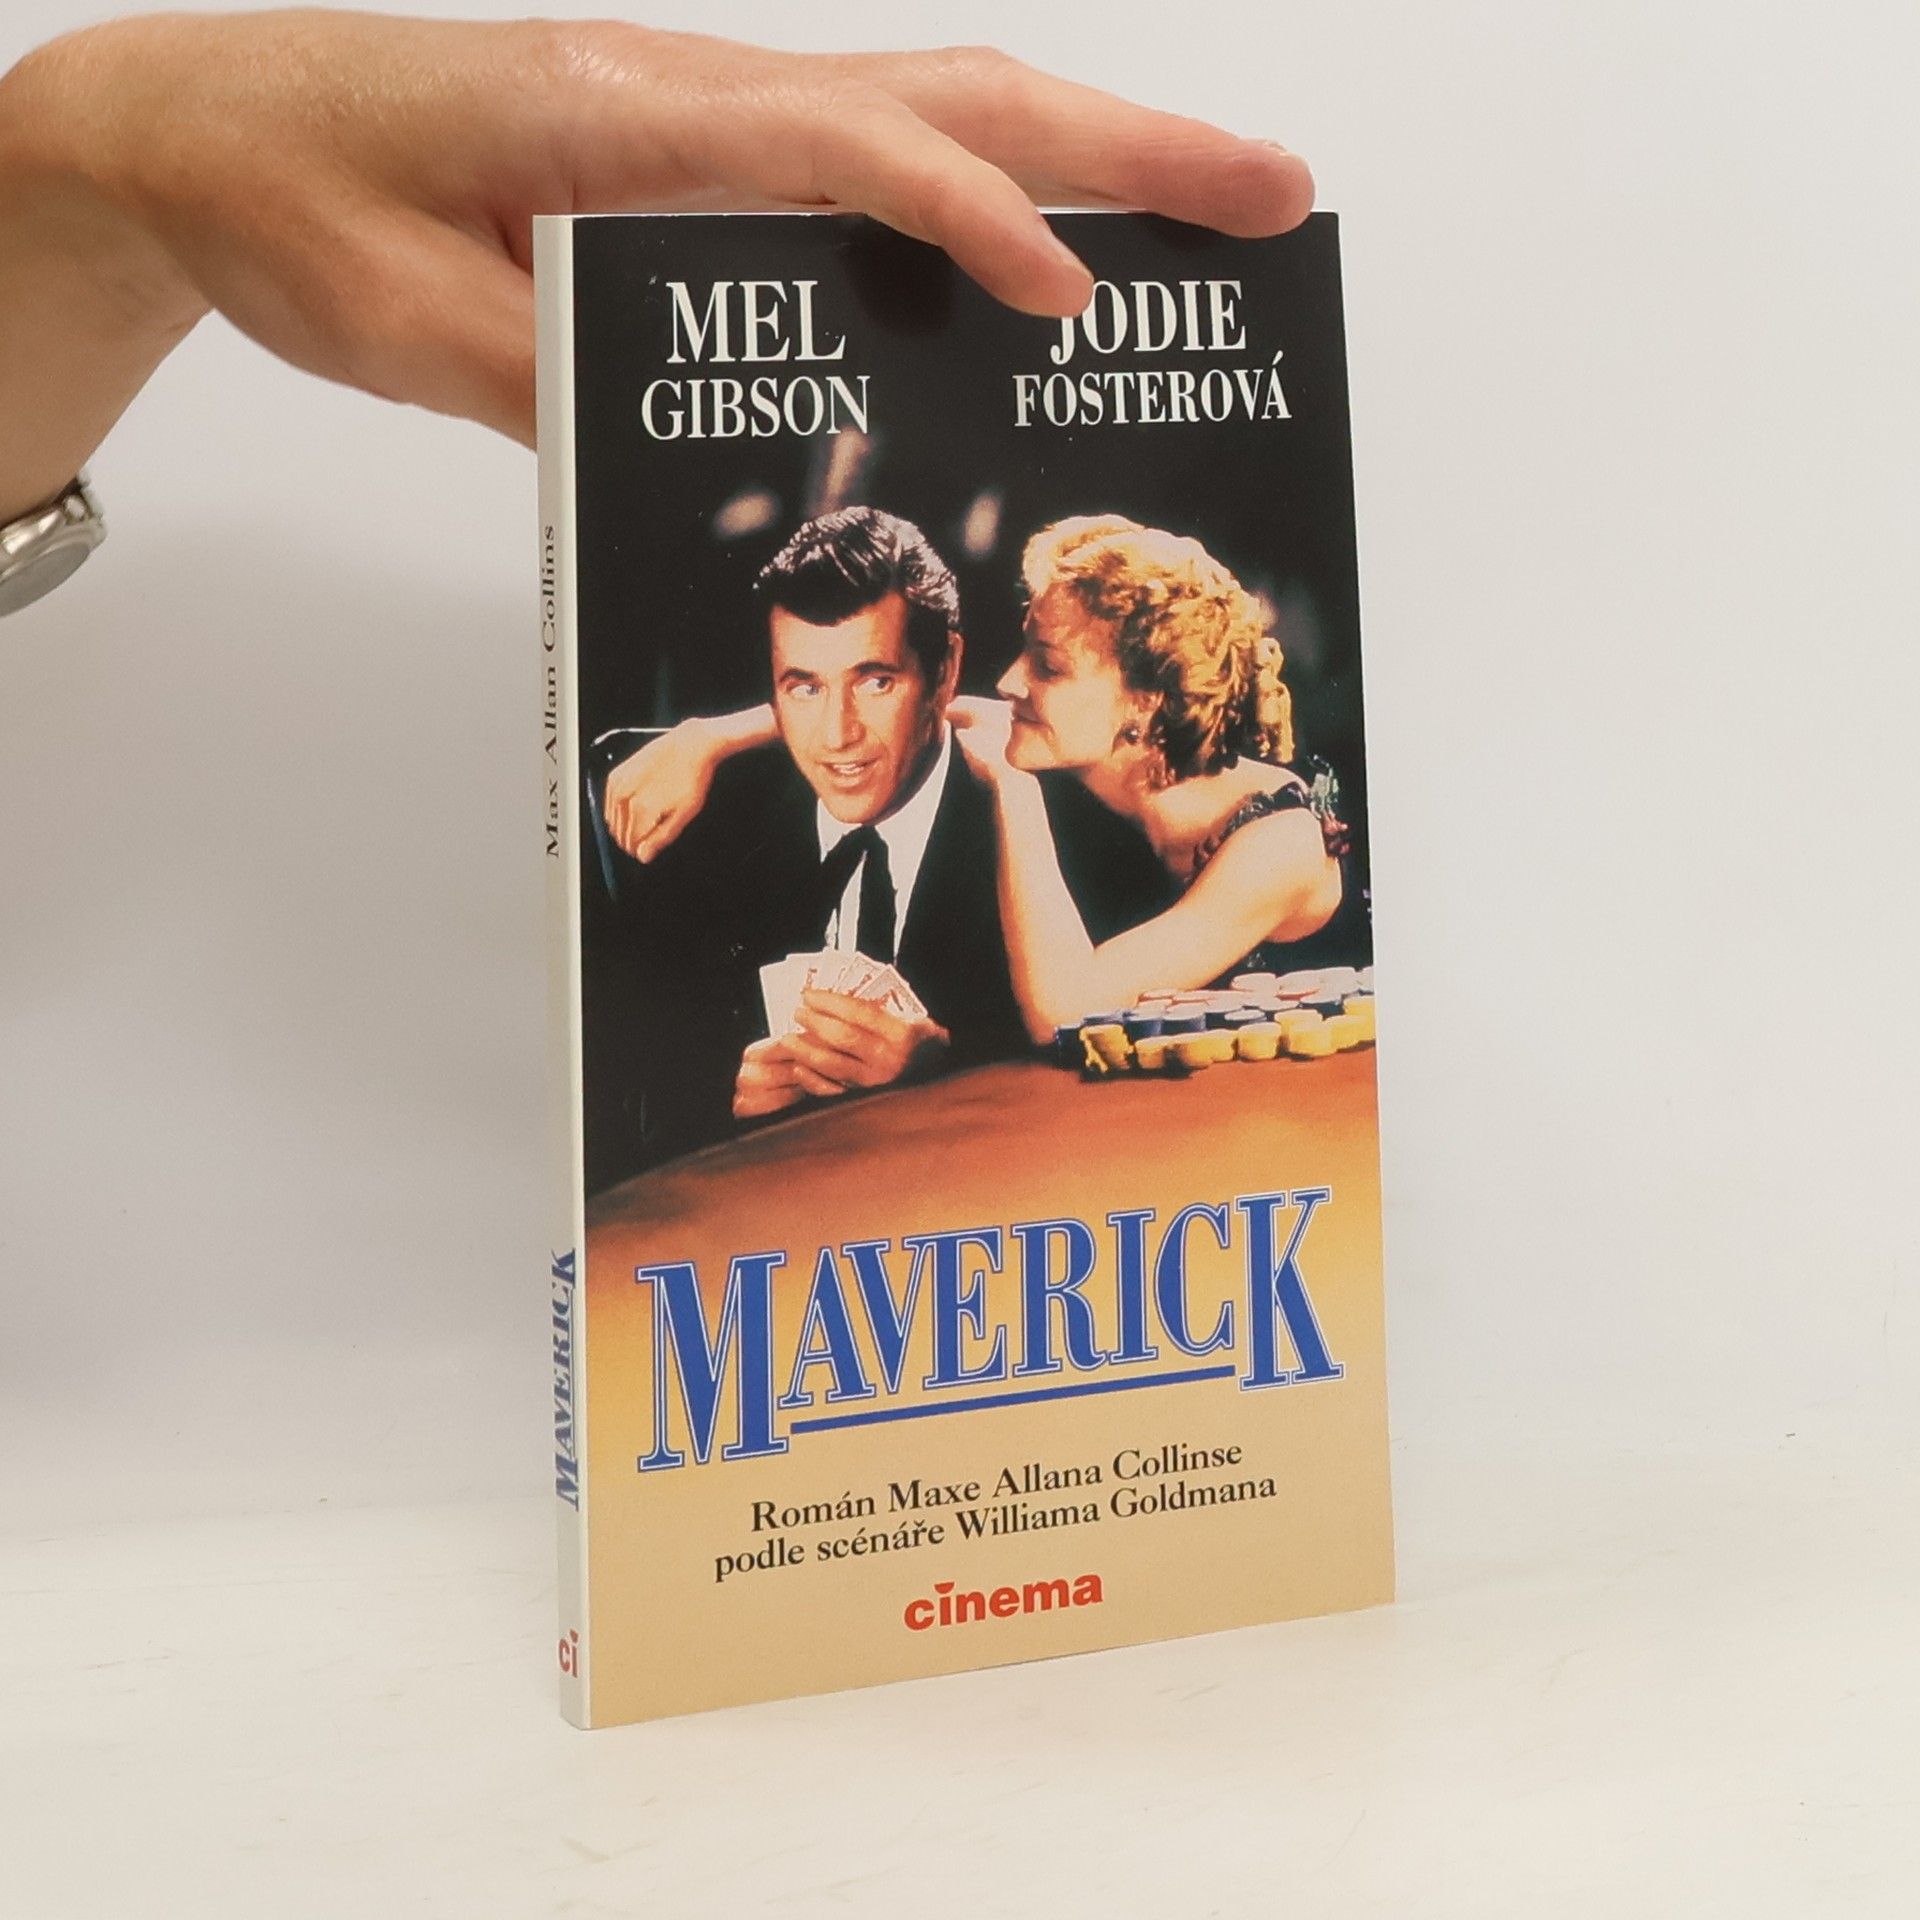 MEL
GIBSON
JODIE
FOSTEROVÁ
MAVERICK
Román Maxe Allana Collinse
podle scénáře Williama Goldmana
cinema
Max Allan Collins
MAVERICK
ci